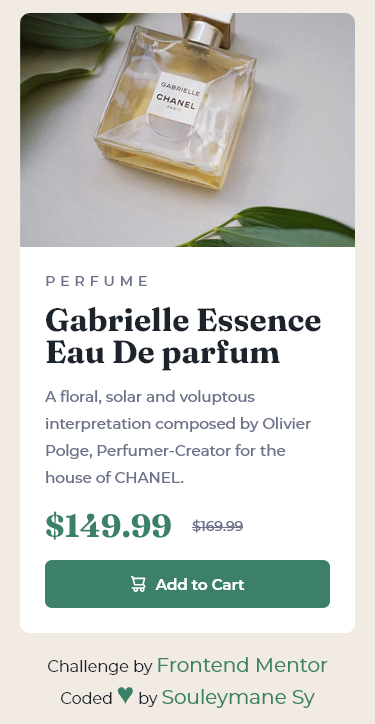 GABRIELLE
CHANEL
PARIS
PERFUME
Gabrielle Essence
Eau De parfum
A floral, solar and voluptous
interpretation composed by Olivier
Polge, Perfumer-Creator for the
house of CHANEL.
$149.99 $169.99
Add to Cart
Challenge by Frontend Mentor
Coded ♥ by Souleymane Sy